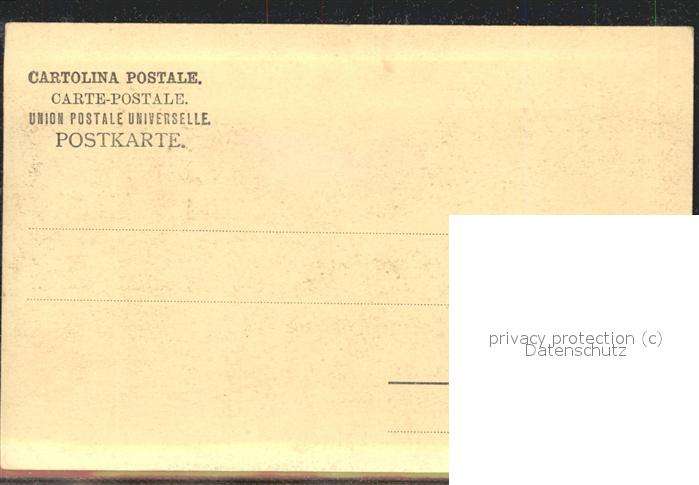 CARTOLINA POSTALE.
CARTE-POSTALE.
UNION POSTALE UNIVERSELLE.
POSTKARTE.
privacy protection (c)
Datenschutz